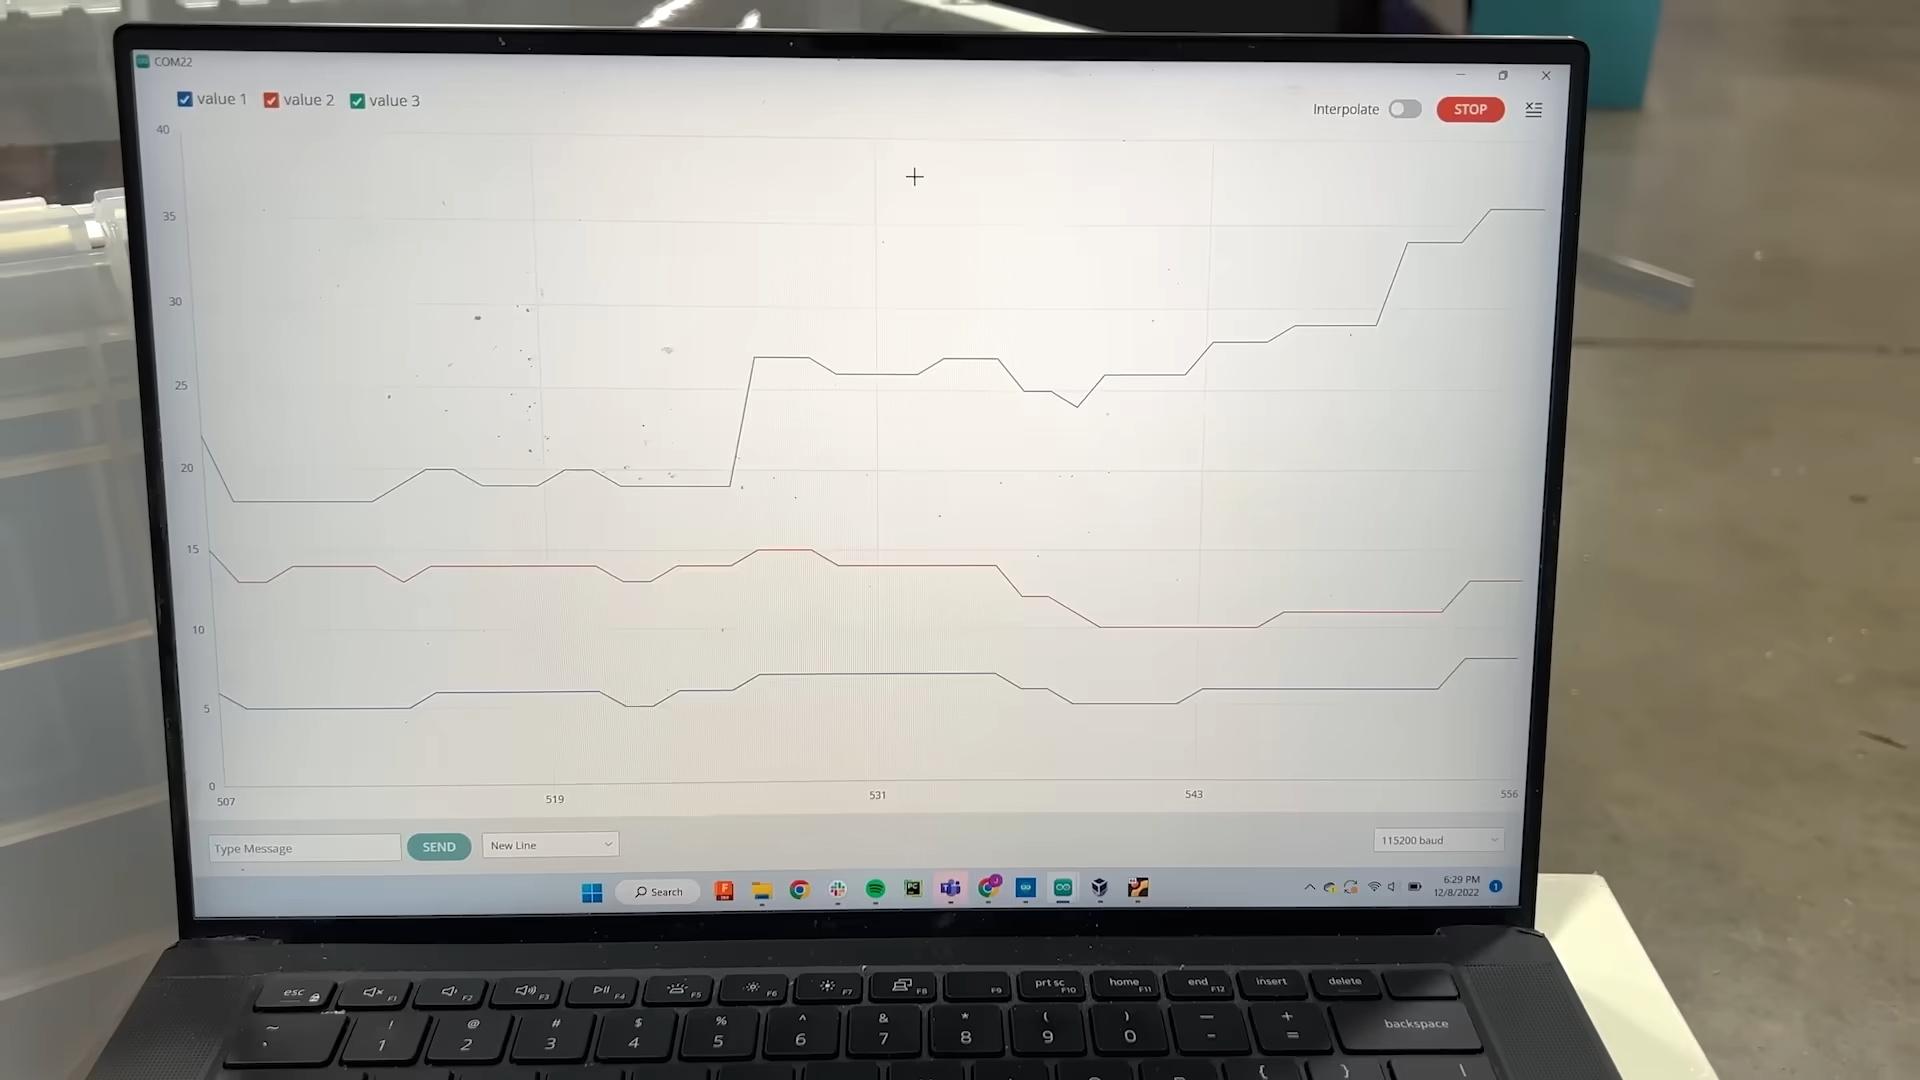 COM22
value 1 value 2 value 3
Interpolate STOP
40
35
30
25
20
15
10
5
0
507 519 531 543 556
Type Message SEND New Line 115200 baud
Search
6:29 PM
12/8/2022
1
esc F1 F2 F3 F4 F5 F6 F7 F8 F9 prt sc F10 home F11 end F12 insert delete
~ ` ! 1 @ 2 # 3 $ 4 % 5 ^ 6 & 7 * 8 ( 9 ) 0 — - + = backspace
{ } \